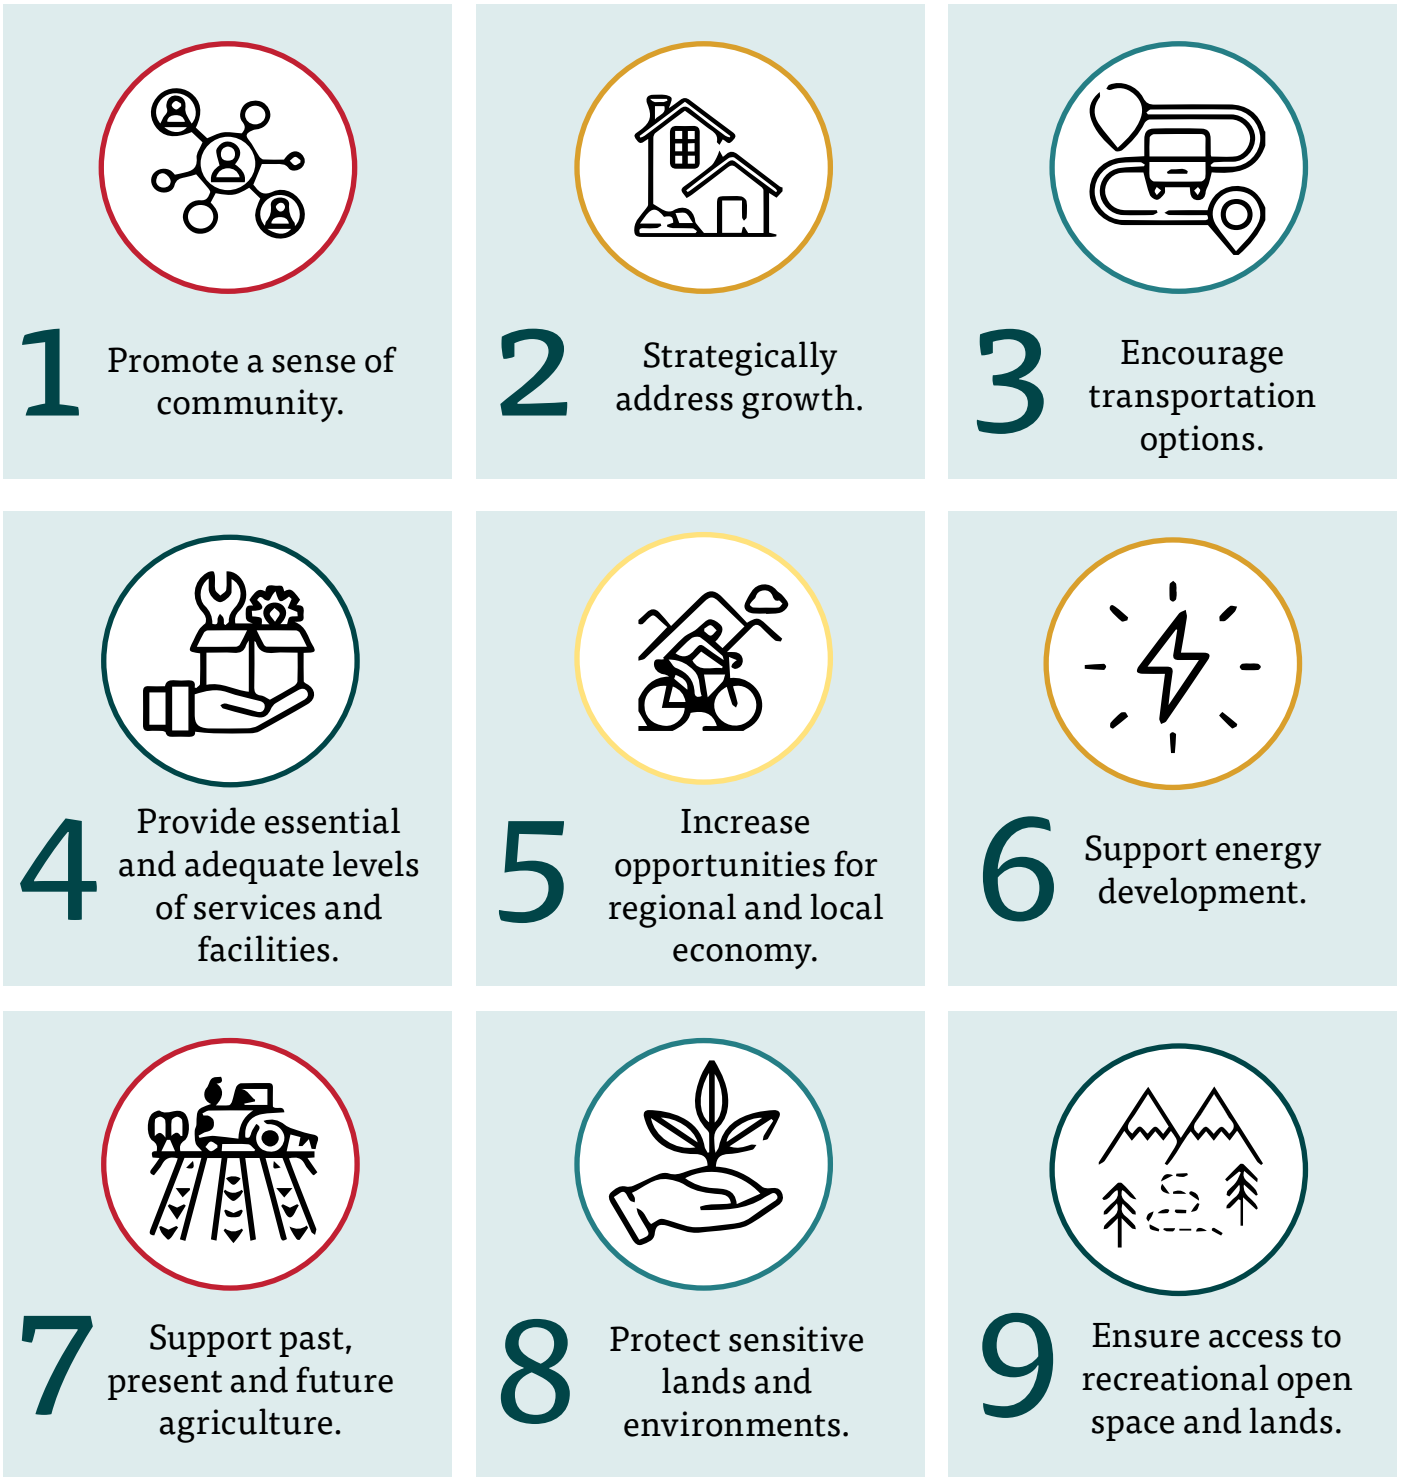 1
Promote a sense of
community.
2
Strategically
address growth.
3
Encourage
transportation
options.
4
Provide essential
and adequate levels
of services and
facilities.
5
Increase
opportunities for
regional and local
economy.
6
Support energy
development.
7
Support past,
present and future
agriculture.
8
Protect sensitive
lands and
environments.
9
Ensure access to
recreational open
space and lands.